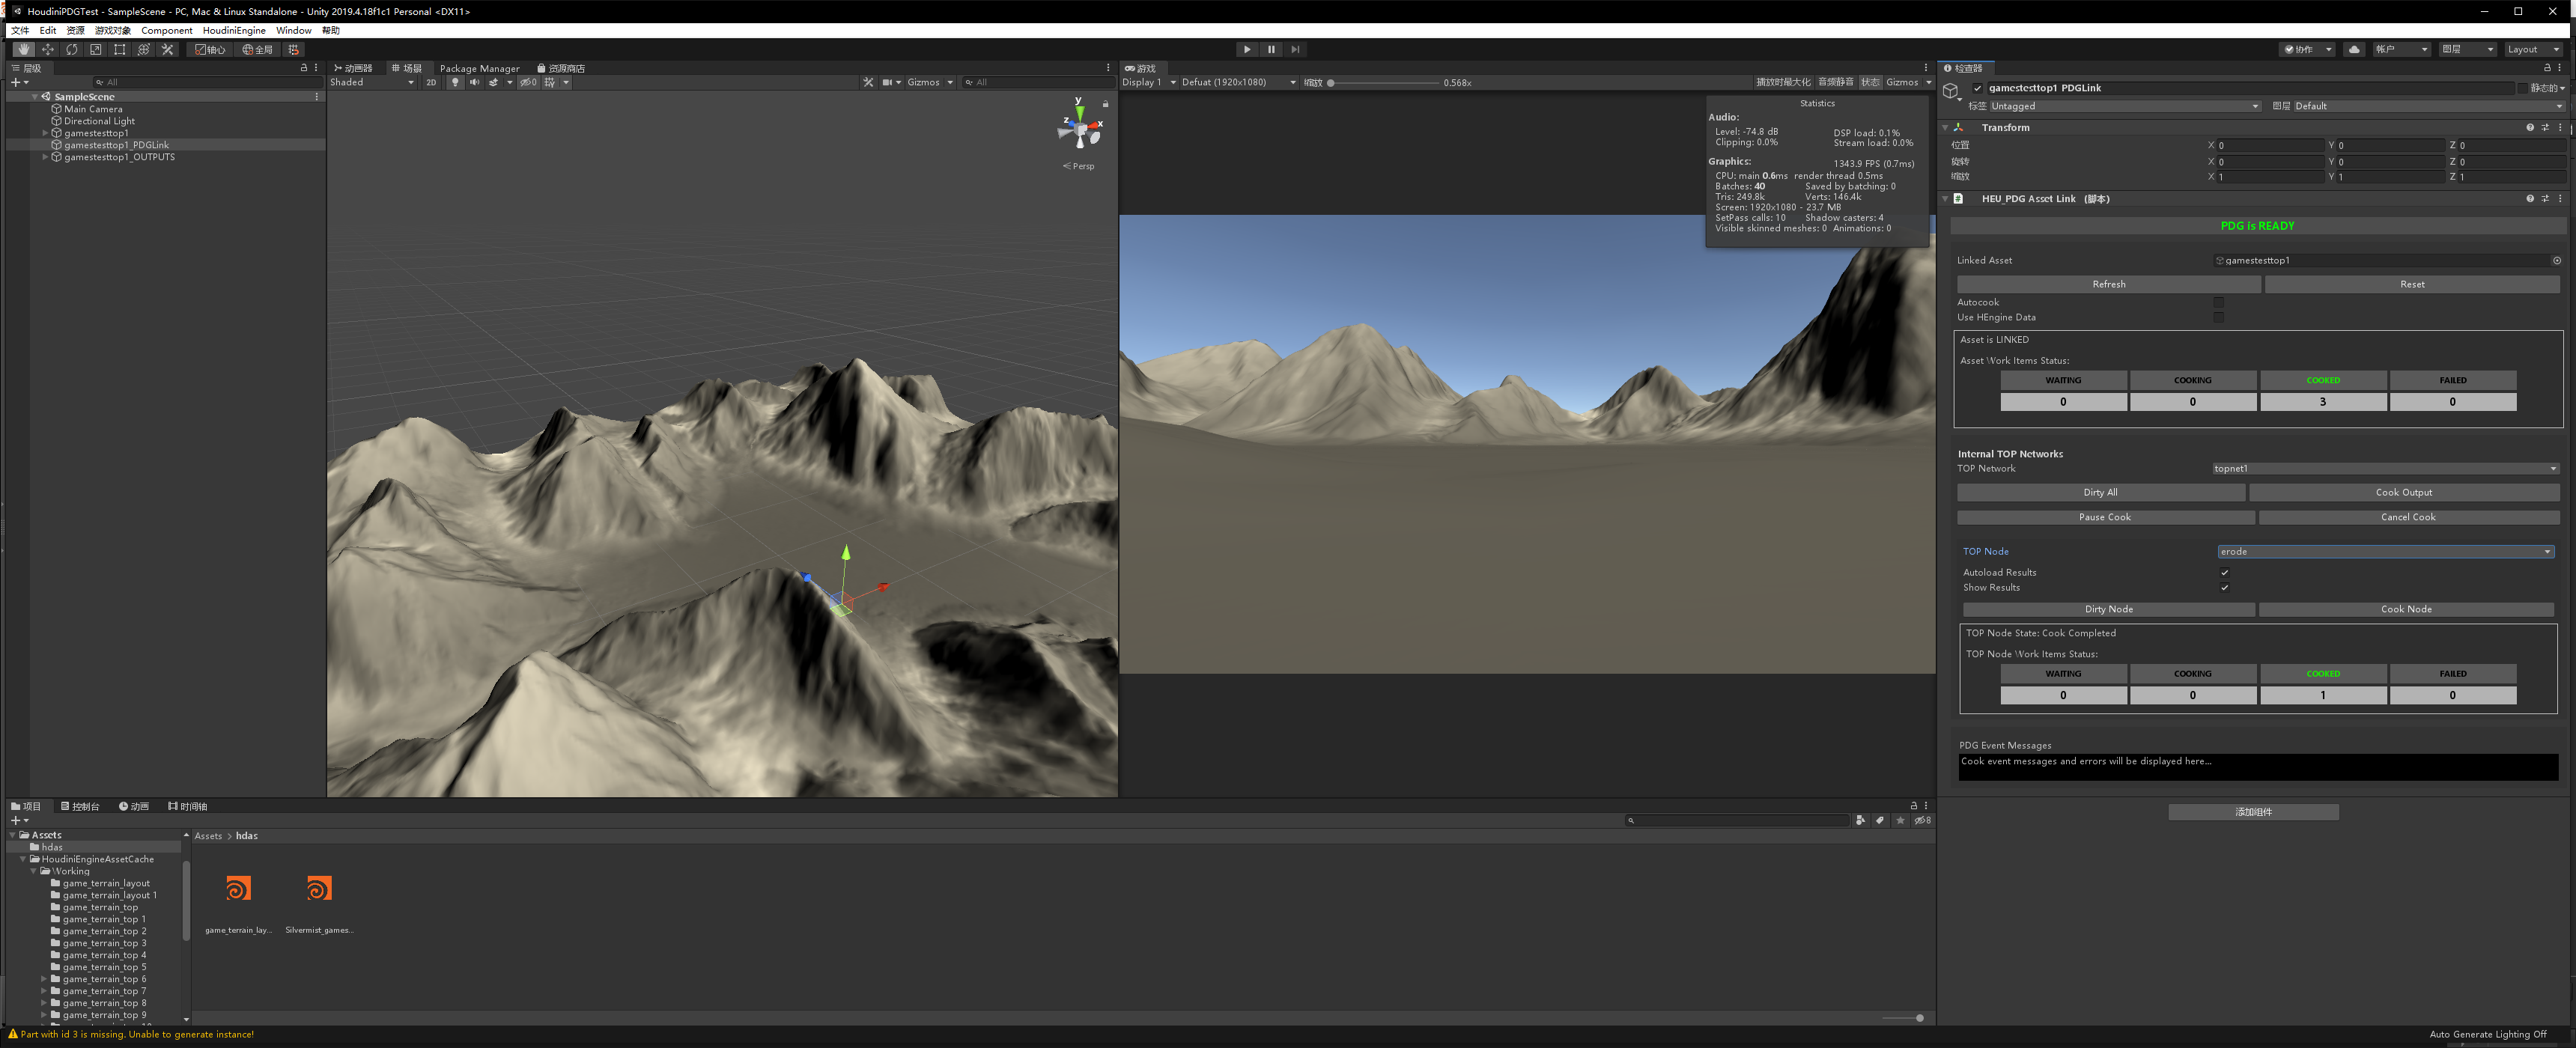 HoudiniPDGTest - SampleScene - PC, Mac & Linux Standalone - Unity 2019.4.18f1c1 Personal <DX11>
文件 Edit 资源 游戏对象 Component HoudiniEngine Window 帮助
轴心 全局 协作 帐户 图层 Layout
层级
All
SampleScene
Main Camera
Directional Light
gamestesttop1
gamestesttop1_PDGLink
gamestesttop1_OUTPUTS
动画器 场景 Package Manager 资源商店
Shaded 2D 0 Gizmos All
y
z x
Persp
游戏
Display 1 Defuat (1920x1080) 缩放 0.568x 播放时最大化 音频静音 状态 Gizmos
Statistics
Audio:
Level: -74.8 dB DSP load: 0.1%
Clipping: 0.0% Stream load: 0.0%
Graphics: 1343.9 FPS (0.7ms)
CPU: main 0.6ms render thread 0.5ms
Batches: 40 Saved by batching: 0
Tris: 249.8k Verts: 146.4k
Screen: 1920x1080 - 23.7 MB
SetPass calls: 10 Shadow casters: 4
Visible skinned meshes: 0 Animations: 0
检查器
gamestesttop1 PDGLink 静态的
标签 Untagged 图层 Default
Transform
位置 X 0 Y 0 Z 0
旋转 X 0 Y 0 Z 0
缩放 X 1 Y 1 Z 1
HEU_PDG Asset Link (脚本)
PDG is READY
Linked Asset gamestesttop1
Refresh Reset
Autocook
Use HEngine Data
Asset is LINKED
Asset Work Items Status:
WAITING COOKING COOKED FAILED
0 0 3 0
Internal TOP Networks
TOP Network topnet1
Dirty All Cook Output
Pause Cook Cancel Cook
TOP Node erode
Autoload Results
Show Results
Dirty Node Cook Node
TOP Node State: Cook Completed
TOP Node Work Items Status:
WAITING COOKING COOKED FAILED
0 0 1 0
PDG Event Messages
Cook event messages and errors will be displayed here...
添加组件
项目 控制台 动画 时间轴
8
Assets
hdas
HoudiniEngineAssetCache
Working
game_terrain_layout
game_terrain_layout 1
game_terrain_top
game_terrain_top 1
game_terrain_top 2
game_terrain_top 3
game_terrain_top 4
game_terrain_top 5
game_terrain_top 6
game_terrain_top 7
game_terrain_top 8
game_terrain_top 9
Assets > hdas
game_terrain_lay... Silvermist_games...
Part with id 3 is missing. Unable to generate instance!
Auto Generate Lighting Off